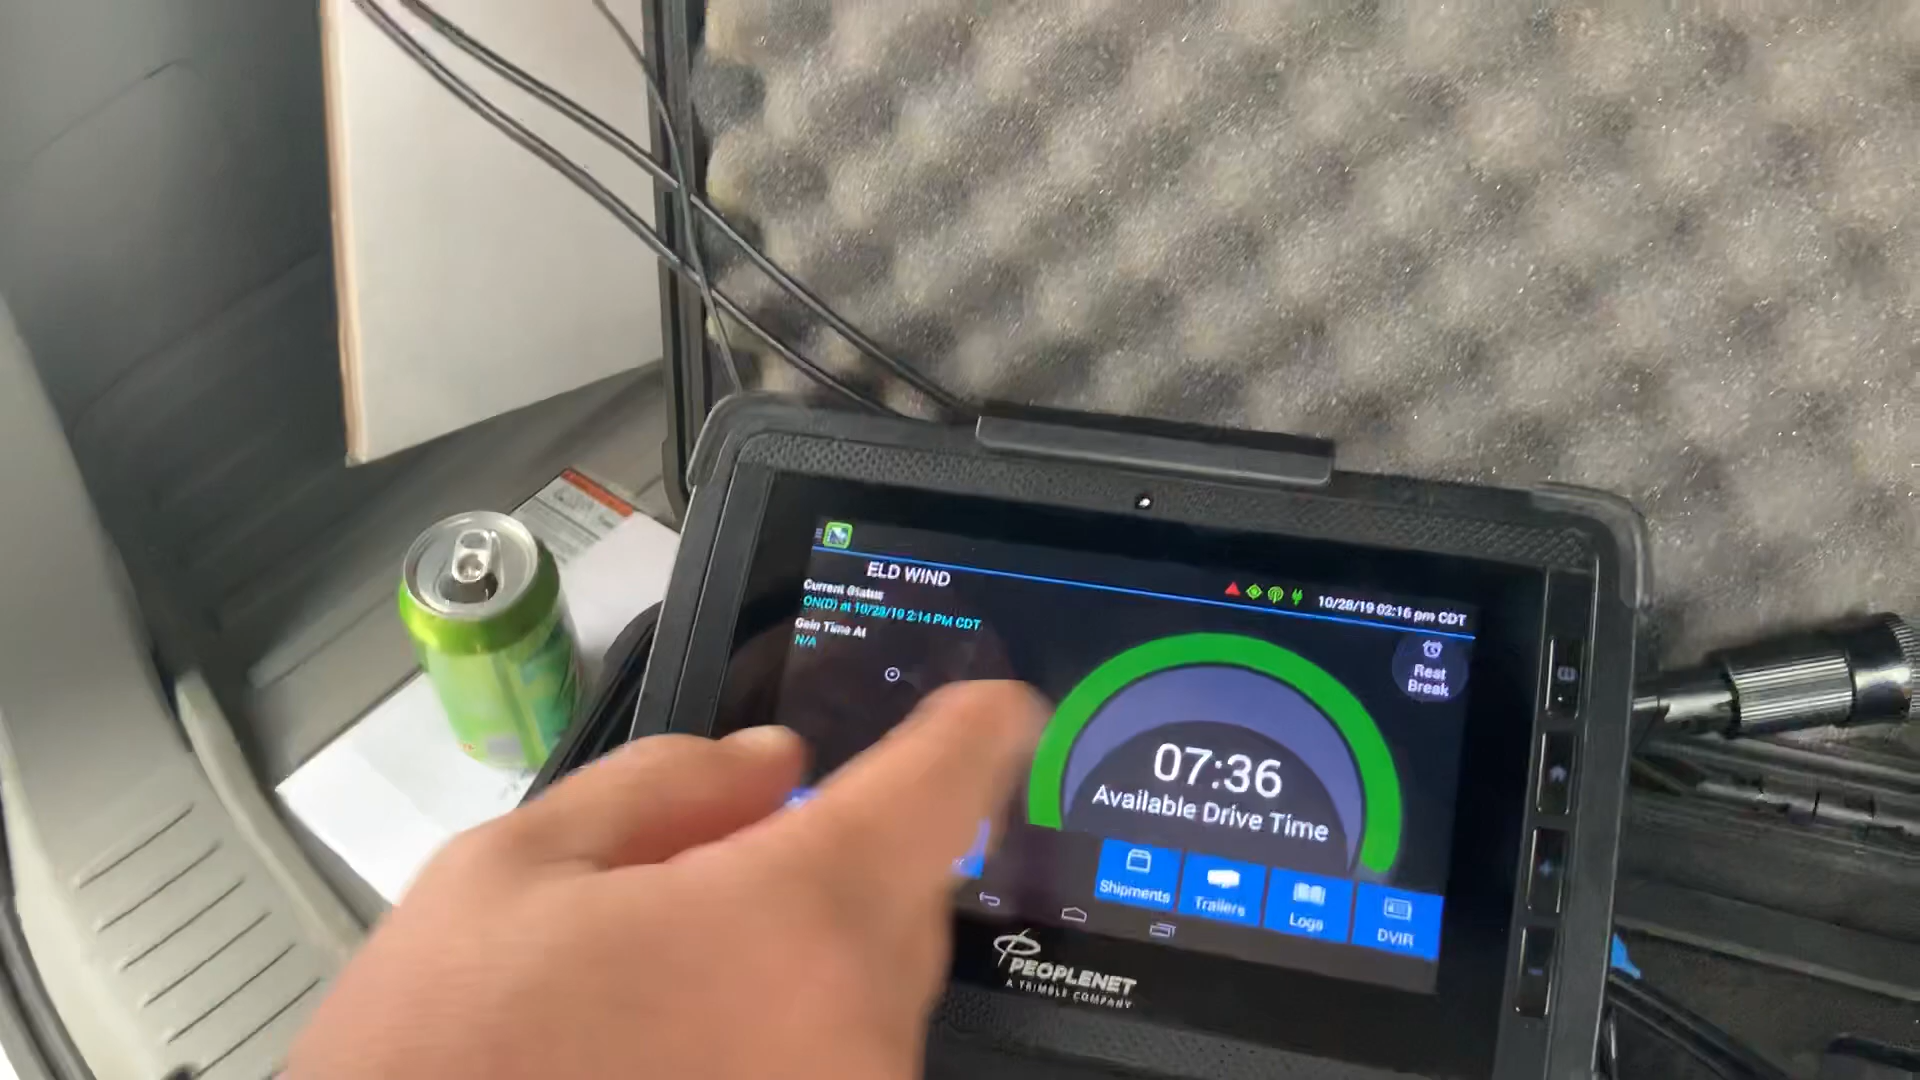 ELD WIND
10/28/19 02:16 pm CDT
Current Status
ON(D) at 10/28/19 2:14 PM CDT
Gain Time At
N/A
Rest
Break
07:36
Available Drive Time
Shipments
Trailers
Logs
DVIR
PEOPLENET
A TRIMBLE COMPANY